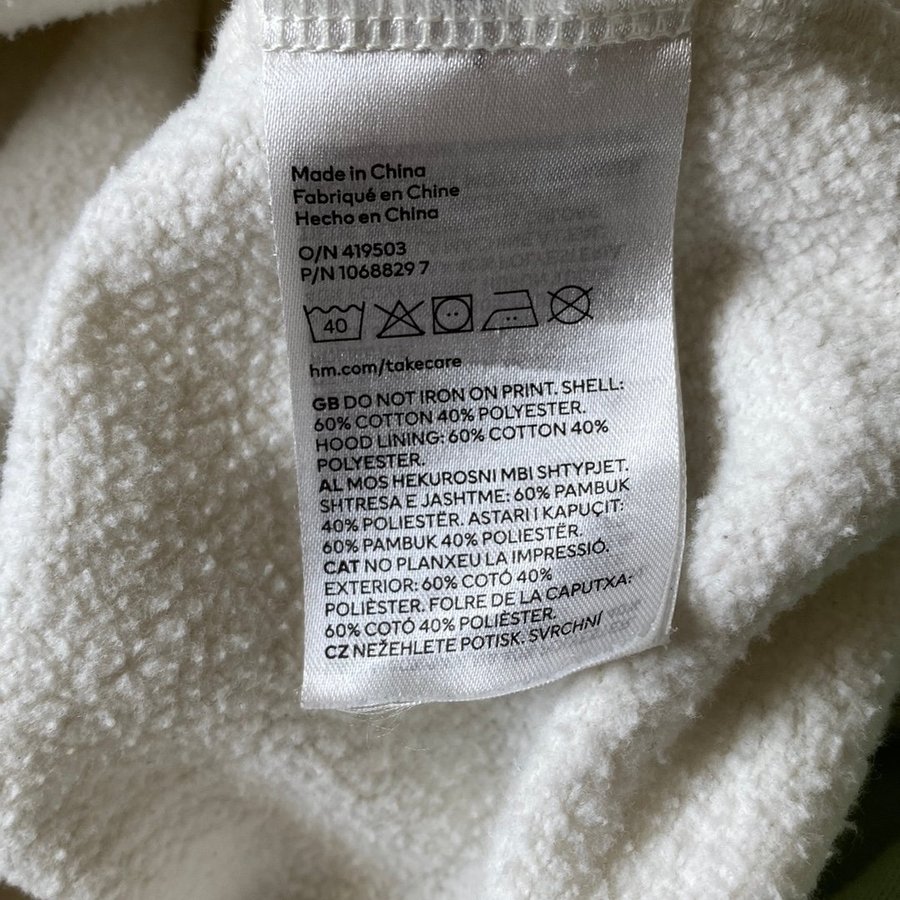 Made in China
Fabriqué en Chine
Hecho en China
O/N 419503
P/N 1068829 7
40
hm.com/takecare
GB DO NOT IRON ON PRINT. SHELL:
60% COTTON 40% POLYESTER.
HOOD LINING: 60% COTTON 40%
POLYESTER.
AL MOS HEKUROSNI MBI SHTYPJET.
SHTRESA E JASHTME: 60% PAMBUK
40% POLIESTËR. ASTARI I KAPUÇIT:
60% PAMBUK 40% POLIESTËR.
CAT NO PLANXEU LA IMPRESSIÓ.
EXTERIOR: 60% COTÓ 40%
POLIÈSTER. FOLRE DE LA CAPUTXA:
60% COTÓ 40% POLIÈSTER.
CZ NEŽEHLETE POTISK. SVRCHNÍ